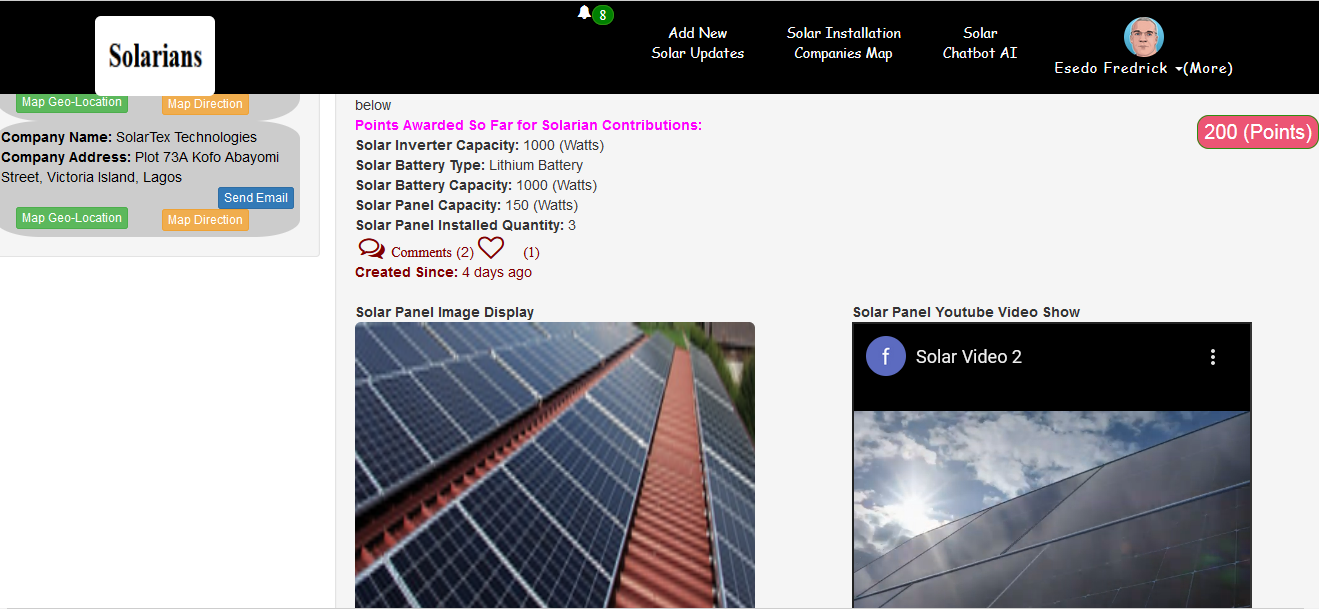 Solarians
8
Add New
Solar Updates
Solar Installation
Companies Map
Solar
Chatbot AI
Esedo Fredrick (More)
Map Geo-Location
Map Direction
Company Name: SolarTex Technologies
Company Address: Plot 73A Kofo Abayomi
Street, Victoria Island, Lagos
Send Email
Map Geo-Location
Map Direction
below
Points Awarded So Far for Solarian Contributions:
200 (Points)
Solar Inverter Capacity: 1000 (Watts)
Solar Battery Type: Lithium Battery
Solar Battery Capacity: 1000 (Watts)
Solar Panel Capacity: 150 (Watts)
Solar Panel Installed Quantity: 3
Comments (2) (1)
Created Since: 4 days ago
Solar Panel Image Display
Solar Panel Youtube Video Show
f
Solar Video 2